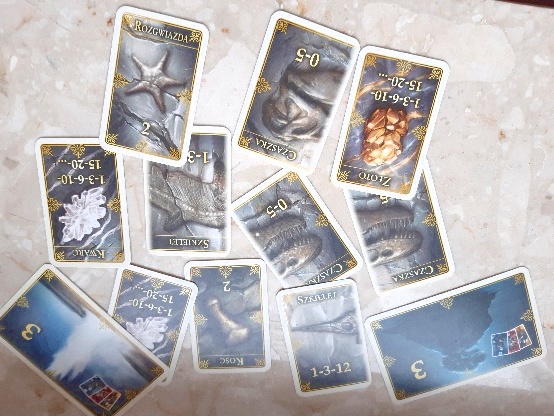 ROZGWIAZDA
2
CZASZKA
0-5
ZŁOTO
1-3-6-10-
15-20-...
KWARC
1-3-6-10-
15-20-...
SZKIELET
1-3-
CZASZKA
0-5
CZASZKA
0-5
3
1-3-6-10-
15-20-
KOŚĆ
2
SZKIELET
1-3-12
3